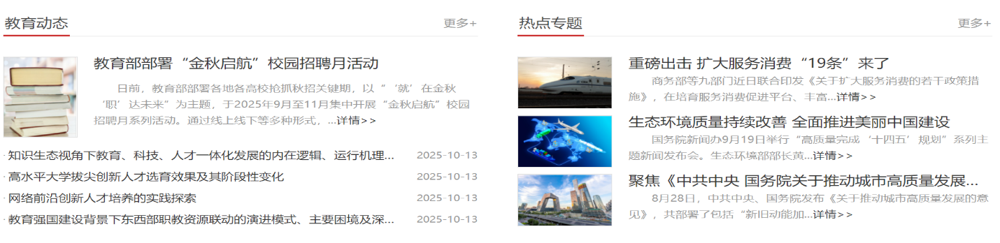 教育动态
更多+
教育部部署“金秋启航”校园招聘月活动
日前，教育部部署各地各高校抢抓秋招关键期，以“‘就’在金秋
‘职’达未来”为主题，于2025年9月至11月集中开展“金秋启航”校园
招聘月系列活动。通过线上线下等多种形式，...详情>>
· 知识生态视角下教育、科技、人才一体化发展的内在逻辑、运行机理... 2025-10-13
· 高水平大学拔尖创新人才选育效果及其阶段性变化 2025-10-13
· 网络前沿创新人才培养的实践探索 2025-10-13
· 教育强国建设背景下东西部职教资源联动的演进模式、主要困境及深... 2025-10-13
热点专题
更多+
重磅出击 扩大服务消费“19条”来了
商务部等九部门近日联合印发《关于扩大服务消费的若干政策措
施》，在培育服务消费促进平台、丰富...详情>>
生态环境质量持续改善 全面推进美丽中国建设
国务院新闻办9月19日举行“高质量完成‘十四五’规划”系列主
题新闻发布会。生态环境部部长黄...详情>>
聚焦《中共中央 国务院关于推动城市高质量发展...
8月28日，中共中央、国务院发布《关于推动城市高质量发展的意
见》，共部署了包括“新旧动能加...详情>>